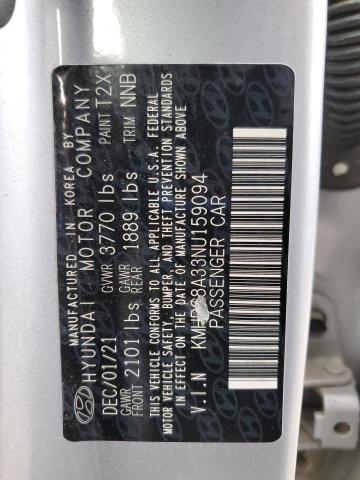 MANUFACTURED IN KOREA BY
HYUNDAI MOTOR COMPANY
DEC/01/21 GVWR 3770 lbs PAINT T2X
GAWR FRONT 2101 lbs GAWR REAR 1889 lbs TRIM NNB
THIS VEHICLE CONFORMS TO ALL APPLICABLE U.S.A. FEDERAL
MOTOR VEHICLE SAFETY, BUMPER, AND THEFT PREVENTION STANDARDS
IN EFFECT ON THE DATE OF MANUFACTURE SHOWN ABOVE
V.I.N
PASSENGER CAR